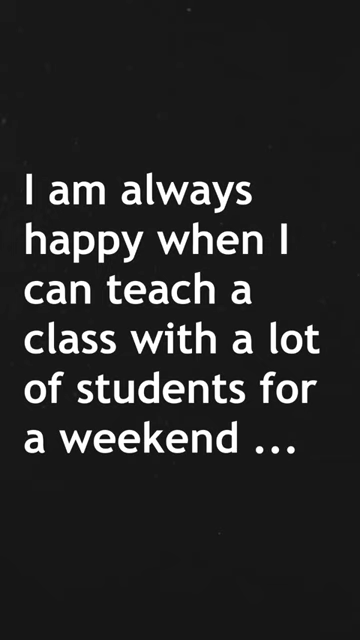 I am always
happy when I
can teach a
class with a lot
of students for
a weekend ...